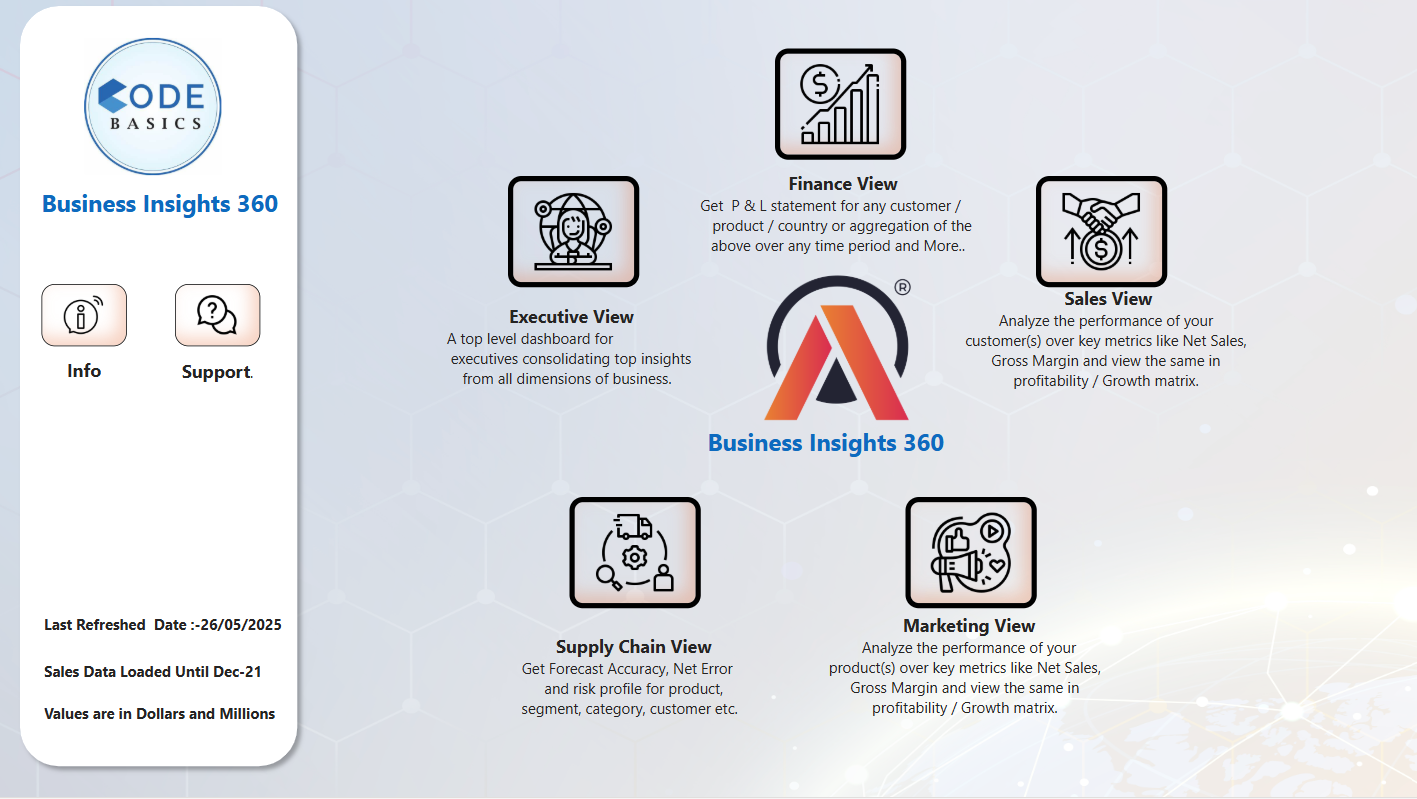 CODE
BASICS
Business Insights 360
Info
Support.
Last Refreshed  Date :-26/05/2025
Sales Data Loaded Until Dec-21
Values are in Dollars and Millions
Finance View
Get  P & L statement for any customer /
product / country or aggregation of the
above over any time period and More..
Executive View
A top level dashboard for
executives consolidating top insights
from all dimensions of business.
Sales View
Analyze the performance of your
customer(s) over key metrics like Net Sales,
Gross Margin and view the same in
profitability / Growth matrix.
®
Business Insights 360
Supply Chain View
Get Forecast Accuracy, Net Error
and risk profile for product,
segment, category, customer etc.
Marketing View
Analyze the performance of your
product(s) over key metrics like Net Sales,
Gross Margin and view the same in
profitability / Growth matrix.